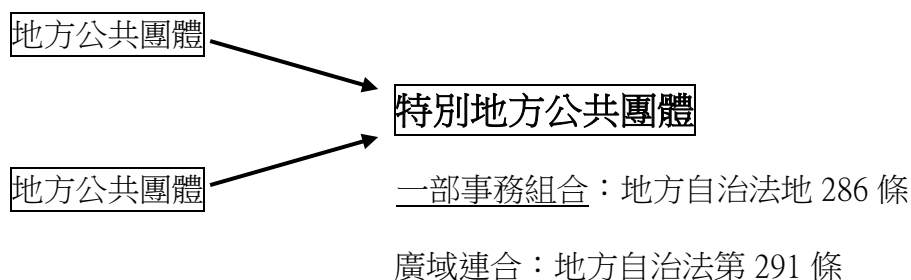 地方公共團體
特別地方公共團體
地方公共團體
一部事務組合：地方自治法地 286 條
廣域連合：地方自治法第 291 條